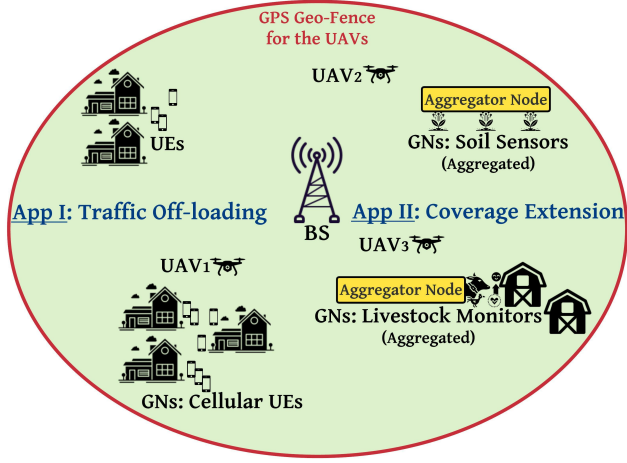 GPS Geo-Fence
for the UAVs
UAV2
Aggregator Node
UEs
GNs: Soil Sensors
(Aggregated)
App I: Traffic Off-loading
BS
App II: Coverage Extension
UAV3
UAV1
Aggregator Node
GNs: Livestock Monitors
(Aggregated)
GNs: Cellular UEs